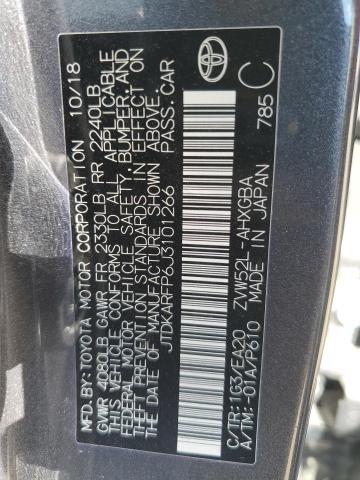 MFD.BY:TOYOTA MOTOR CORPORATION 10/18
GVWR 4080LB GAWR FR 2330LB RR 2240LB
THIS VEHICLE CONFORMS TO ALL APPLICABLE
FEDERAL MOTOR VEHICLE SAFETY, BUMPER, AND
THEFT PREVENTION STANDARDS IN EFFECT ON
THE DATE OF MANUFACTURE SHOWN ABOVE.
JTDKARFP6J3101266 PASS.CAR
TOYOTA
C/TR:1G3/EA20 ZVW52L-AHXGBA
A/TM:-01A/P610 MADE IN JAPAN 785 C